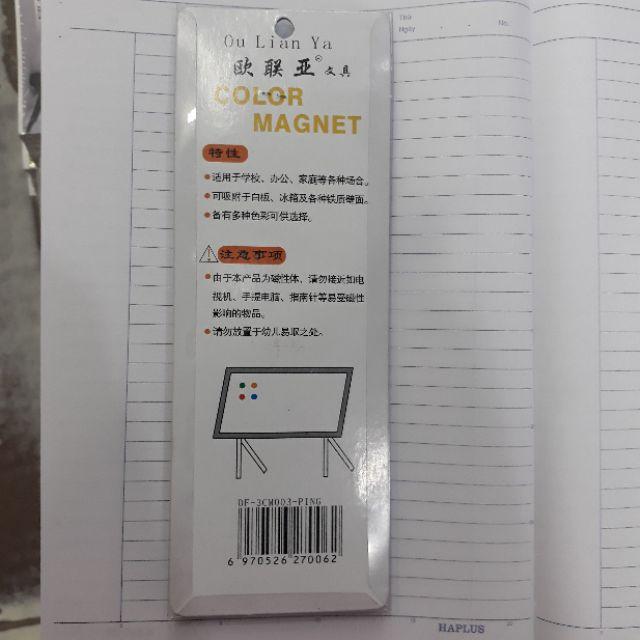 Ou Lian Ya
欧联亚® 文具
COLOR
MAGNET
特性
•适用于学校、办公、家庭等各种场合。
•可吸附于白板、冰箱及各种铁质壁面。
•备有多种色彩可供选择。
注意事项
•由于本产品为磁性体、请勿接近如电
视机、手提电脑、指南针等易受磁性
影响的物品。
•请勿放置于幼儿易取之处。
DF-3CM003-PING
6 970526 270062
Title
Ngày
No.
HAPLUS